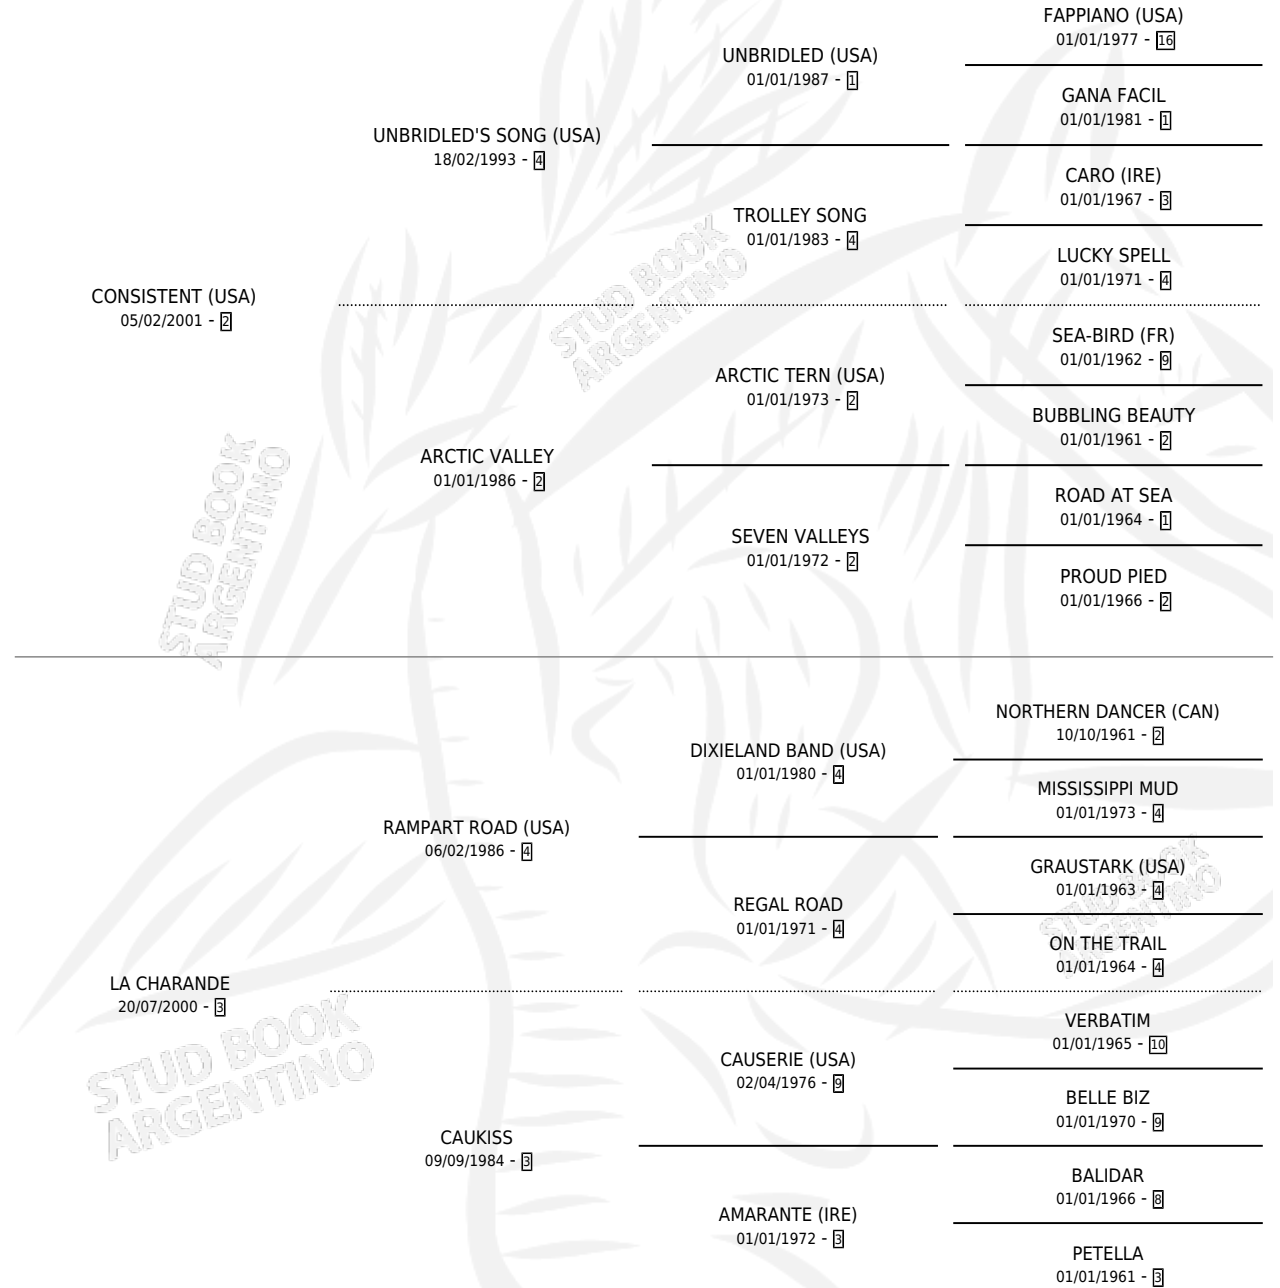 FAPPIANO (USA)
01/01/1977 - 16
UNBRIDLED (USA)
01/01/1987 - 1
GANA FACIL
01/01/1981 - 1
UNBRIDLED'S SONG (USA)
18/02/1993 - 4
CARO (IRE)
01/01/1967 - 3
TROLLEY SONG
01/01/1983 - 4
LUCKY SPELL
01/01/1971 - 4
CONSISTENT (USA)
05/02/2001 - 2
STUD BOOK
ARGENTINO
SEA-BIRD (FR)
01/01/1962 - 9
ARCTIC TERN (USA)
01/01/1973 - 2
BUBBLING BEAUTY
01/01/1961 - 2
ARCTIC VALLEY
01/01/1986 - 2
ROAD AT SEA
01/01/1964 - 1
SEVEN VALLEYS
01/01/1972 - 2
PROUD PIED
01/01/1966 - 2
STUD BOOK
ARGENTINO
NORTHERN DANCER (CAN)
10/10/1961 - 2
DIXIELAND BAND (USA)
01/01/1980 - 4
MISSISSIPPI MUD
01/01/1973 - 4
RAMPART ROAD (USA)
06/02/1986 - 4
GRAUSTARK (USA)
01/01/1963 - 4
REGAL ROAD
01/01/1971 - 4
ON THE TRAIL
01/01/1964 - 4
STUD BOOK
ARGENTINO
LA CHARANDE
20/07/2000 - 3
VERBATIM
01/01/1965 - 10
CAUSERIE (USA)
02/04/1976 - 9
BELLE BIZ
01/01/1970 - 9
STUD BOOK
ARGENTINO
CAUKISS
09/09/1984 - 3
BALIDAR
01/01/1966 - 8
AMARANTE (IRE)
01/01/1972 - 3
PETELLA
01/01/1961 - 3